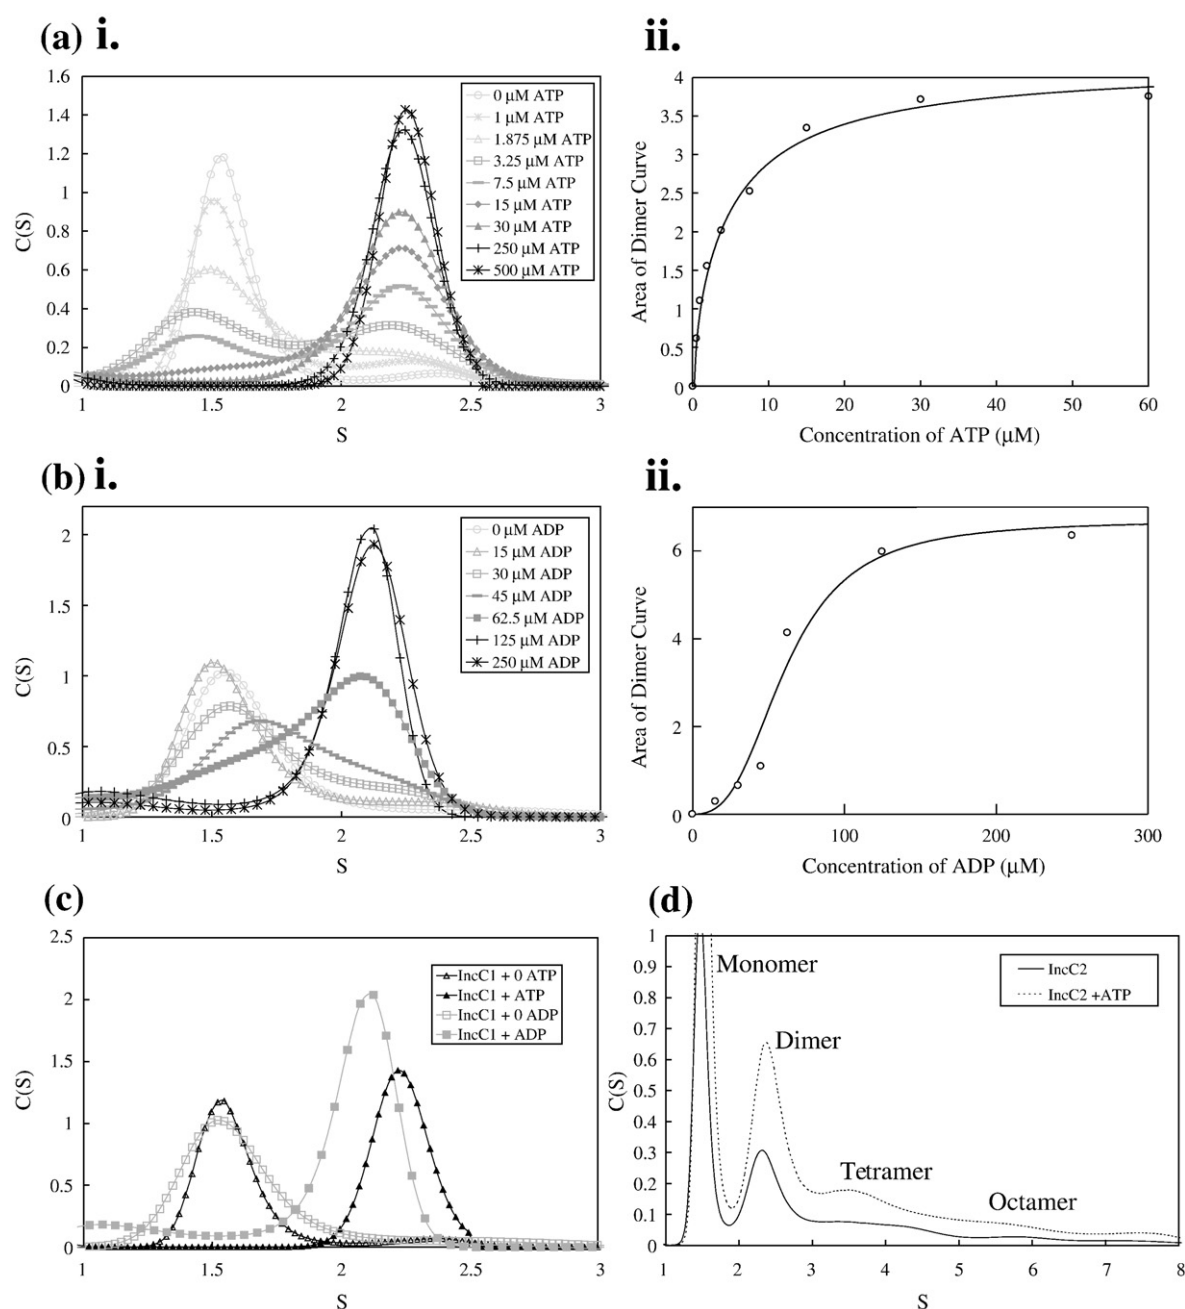 (a) i.
ii.
C(S)
1.6
1.4
1.2
1
0.8
0.6
0.4
0.2
0
1
1.5
2
2.5
3
S
0 µM ATP
1 µM ATP
1.875 µM ATP
3.25 µM ATP
7.5 µM ATP
15 µM ATP
30 µM ATP
250 µM ATP
500 µM ATP
Area of Dimer Curve
4
3.5
3
2.5
2
1.5
1
0.5
0
0
10
20
30
40
50
60
Concentration of ATP (µM)
(b) i.
ii.
C(S)
2
1.5
1
0.5
0
1
1.5
2
2.5
3
S
0 µM ADP
15 µM ADP
30 µM ADP
45 µM ADP
62.5 µM ADP
125 µM ADP
250 µM ADP
Area of Dimer Curve
6
4
2
0
0
100
200
300
Concentration of ADP (µM)
(c)
C(S)
2.5
2
1.5
1
0.5
0
1
1.5
2
2.5
3
S
IncC1 + 0 ATP
IncC1 + ATP
IncC1 + 0 ADP
IncC1 + ADP
(d)
C(S)
1
0.9
0.8
0.7
0.6
0.5
0.4
0.3
0.2
0.1
0
1
2
3
4
5
6
7
8
S
Monomer
Dimer
Tetramer
Octamer
IncC2
IncC2 +ATP